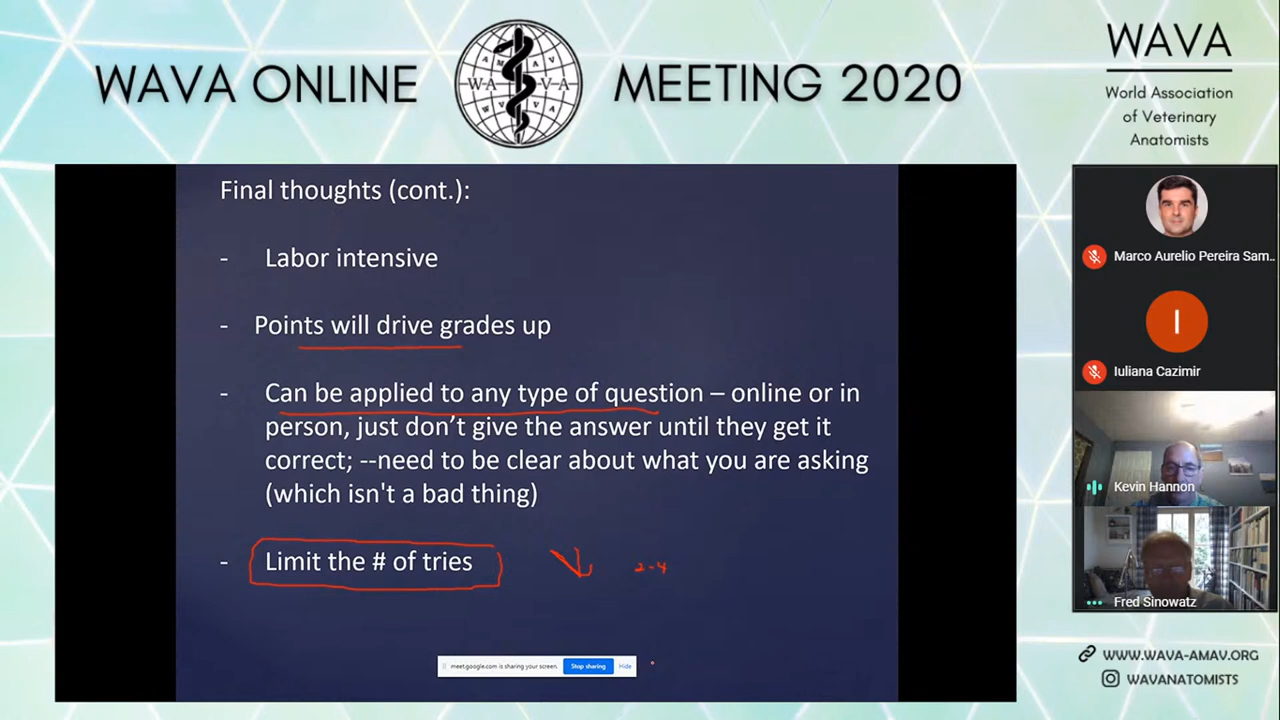 WAVA ONLINE
MEETING 2020
WAVA
World Association
of Veterinary
Anatomists
Final thoughts (cont.):
- Labor intensive
- Points will drive grades up
- Can be applied to any type of question – online or in
person, just don’t give the answer until they get it
correct; --need to be clear about what you are asking
(which isn't a bad thing)
- Limit the # of tries
2-4
meet.google.com is sharing your screen.
Stop sharing
Hide
Marco Aurelio Pereira Sam...
I
Iuliana Cazimir
Kevin Hannon
Fred Sinowatz
WWW.WAVA-AMAV.ORG
WAVANATOMISTS